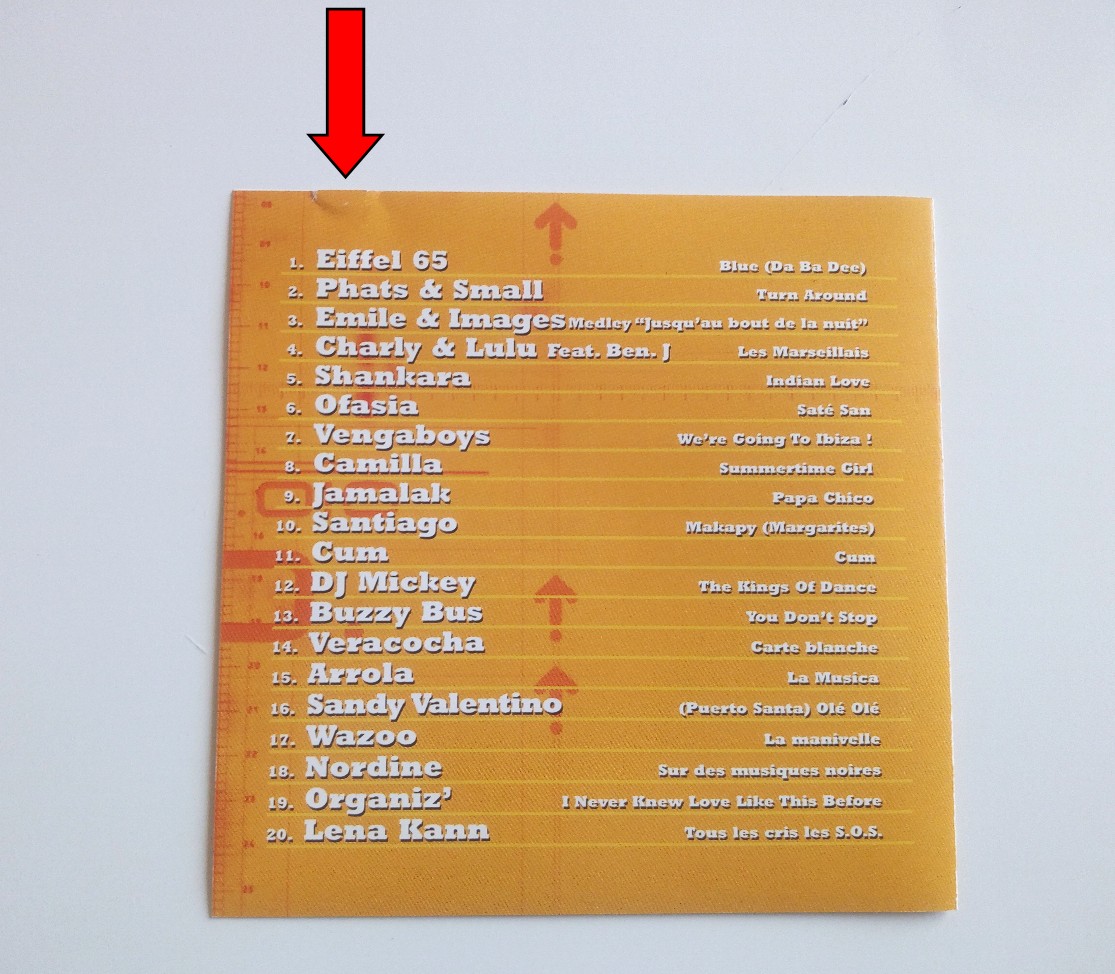 1. Eiffel 65 Blue (Da Ba Dee)
2. Phats & Small Turn Around
3. Emile & Images Medley "Jusqu'au bout de la nuit"
4. Charly & Lulu Feat. Ben. J Les Marseillais
5. Shankara Indian Love
6. Ofasia Saté San
7. Vengaboys We're Going To Ibiza !
8. Camilla Summertime Girl
9. Jamalak Papa Chico
10. Santiago Makapy (Margarites)
11. Cum Cum
12. DJ Mickey The Kings Of Dance
13. Buzzy Bus You Don't Stop
14. Veracocha Carte blanche
15. Arrola La Musica
16. Sandy Valentino (Puerto Santa) Olé Olé
17. Wazoo La manivelle
18. Nordine Sur des musiques noires
19. Organiz' I Never Knew Love Like This Before
20. Lena Kann Tous les cris les S.O.S.